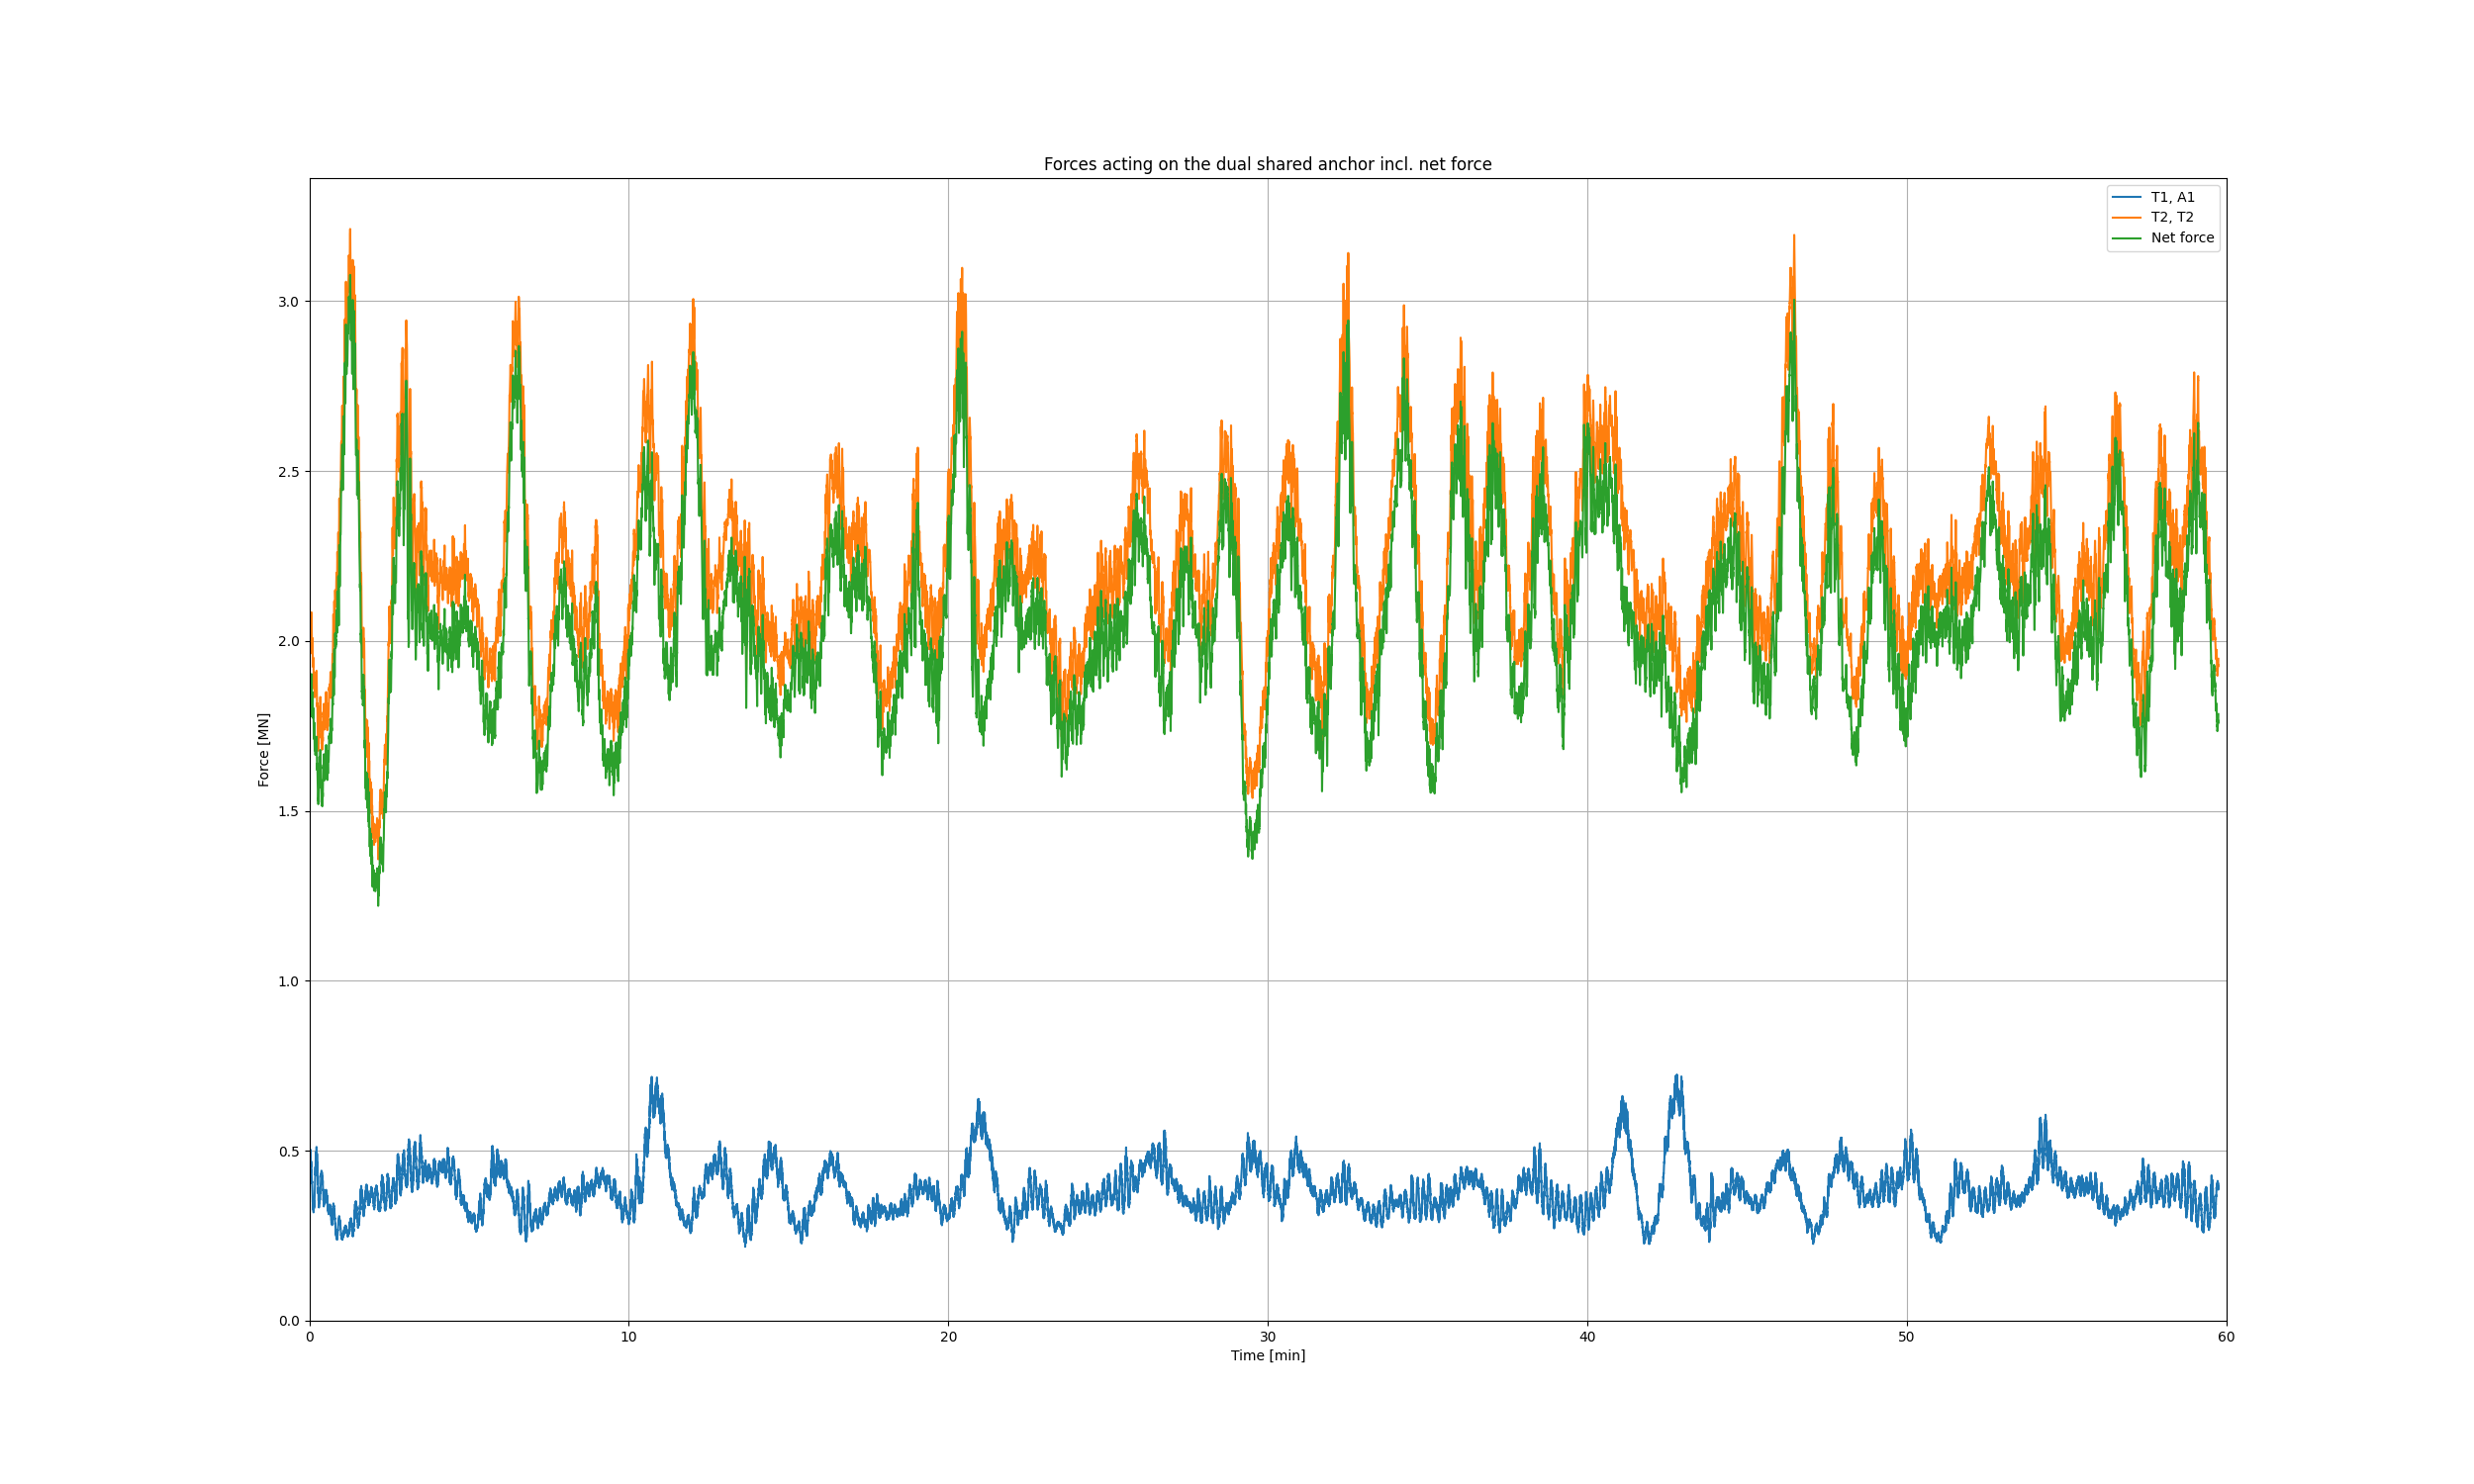 Forces acting on the dual shared anchor incl. net force
T1, A1
T2, T2
Net force
Force [MN]
3.0
2.5
2.0
1.5
1.0
0.5
0.0
0 10 20 30 40 50 60
Time [min]